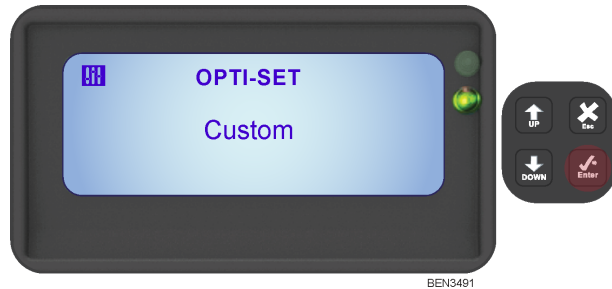 OPTI-SET
Custom
UP
Esc
DOWN
Enter
BEN3491